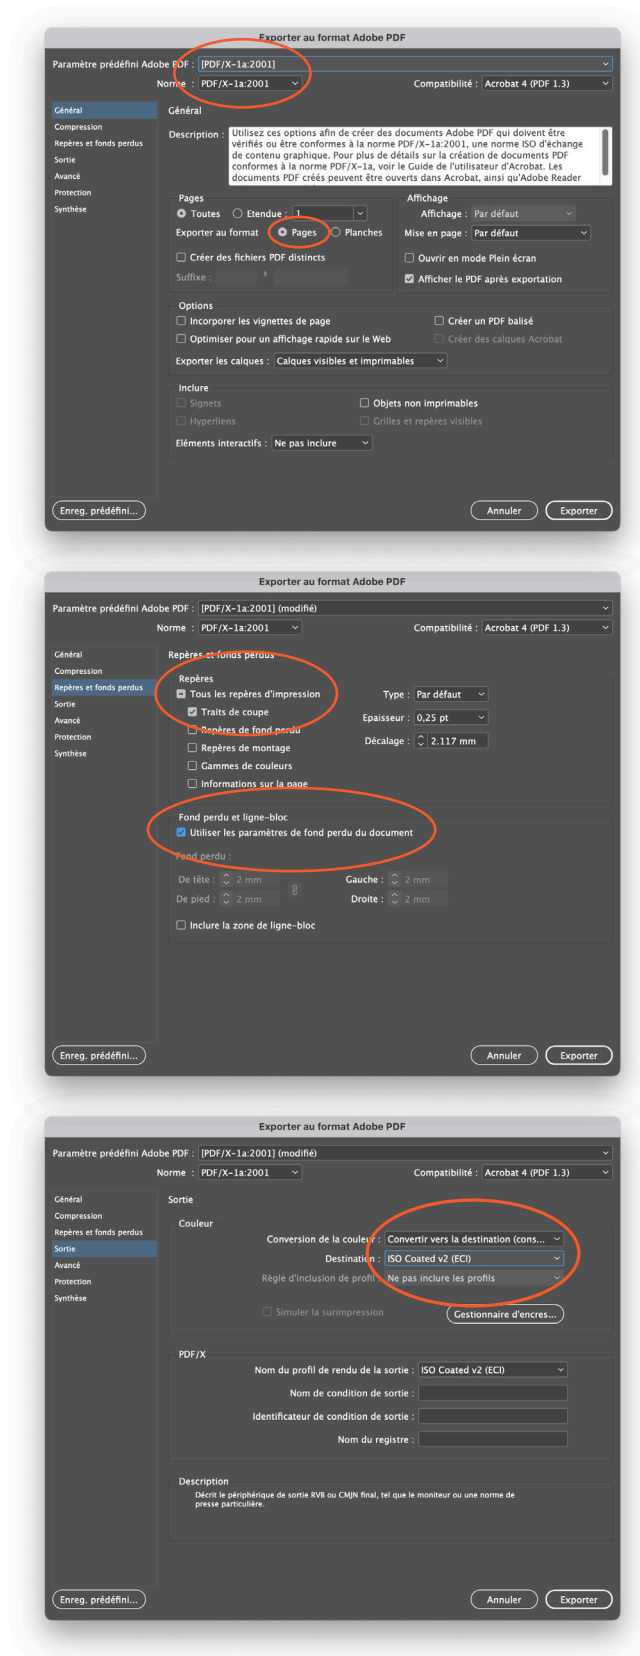 Exporter au format Adobe PDF
Paramètre prédéfini Adobe PDF : [PDF/X-1a:2001]
Norme : PDF/X-1a:2001 Compatibilité : Acrobat 4 (PDF 1.3)
Général
Compression
Repères et fonds perdus
Sortie
Avancé
Protection
Synthèse
Général
Description : Utilisez ces options afin de créer des documents Adobe PDF qui doivent être
vérifiés ou être conformes à la norme PDF/X-1a:2001, une norme ISO d'échange
de contenu graphique. Pour plus de détails sur la création de documents PDF
conformes à la norme PDF/X-1a, voir le Guide de l'utilisateur d'Acrobat. Les
documents PDF créés peuvent être ouverts dans Acrobat, ainsi qu'Adobe Reader
Pages
Toutes Etendue : 1
Exporter au format Pages Planches
Créer des fichiers PDF distincts
Suffixe :
Affichage
Affichage : Par défaut
Mise en page : Par défaut
Ouvrir en mode Plein écran
Afficher le PDF après exportation
Options
Incorporer les vignettes de page Créer un PDF balisé
Optimiser pour un affichage rapide sur le Web Créer des calques Acrobat
Exporter les calques : Calques visibles et imprimables
Inclure
Signets Objets non imprimables
Hyperliens Grilles et repères visibles
Eléments interactifs : Ne pas inclure
Enreg. prédéfini... Annuler Exporter
Exporter au format Adobe PDF
Paramètre prédéfini Adobe PDF : [PDF/X-1a:2001] (modifié)
Norme : PDF/X-1a:2001 Compatibilité : Acrobat 4 (PDF 1.3)
Général
Compression
Repères et fonds perdus
Sortie
Avancé
Protection
Synthèse
Repères et fonds perdus
Repères
Tous les repères d'impression
Traits de coupe
Repères de fond perdu
Repères de montage
Gammes de couleurs
Informations sur la page
Type : Par défaut
Epaisseur : 0,25 pt
Décalage : 2.117 mm
Fond perdu et ligne-bloc
Utiliser les paramètres de fond perdu du document
Fond perdu :
De tête : 2 mm Gauche : 2 mm
De pied : 2 mm Droite : 2 mm
Inclure la zone de ligne-bloc
Enreg. prédéfini... Annuler Exporter
Exporter au format Adobe PDF
Paramètre prédéfini Adobe PDF : [PDF/X-1a:2001] (modifié)
Norme : PDF/X-1a:2001 Compatibilité : Acrobat 4 (PDF 1.3)
Général
Compression
Repères et fonds perdus
Sortie
Avancé
Protection
Synthèse
Sortie
Couleur
Conversion de la couleur : Convertir vers la destination (cons...
Destination : ISO Coated v2 (ECI)
Règle d'inclusion de profil : Ne pas inclure les profils
Simuler la surimpression Gestionnaire d'encres...
PDF/X
Nom du profil de rendu de la sortie : ISO Coated v2 (ECI)
Nom de condition de sortie :
Identificateur de condition de sortie :
Nom du registre :
Description
Décrit le périphérique de sortie RVB ou CMJN final, tel que le moniteur ou une norme de
presse particulière.
Enreg. prédéfini... Annuler Exporter